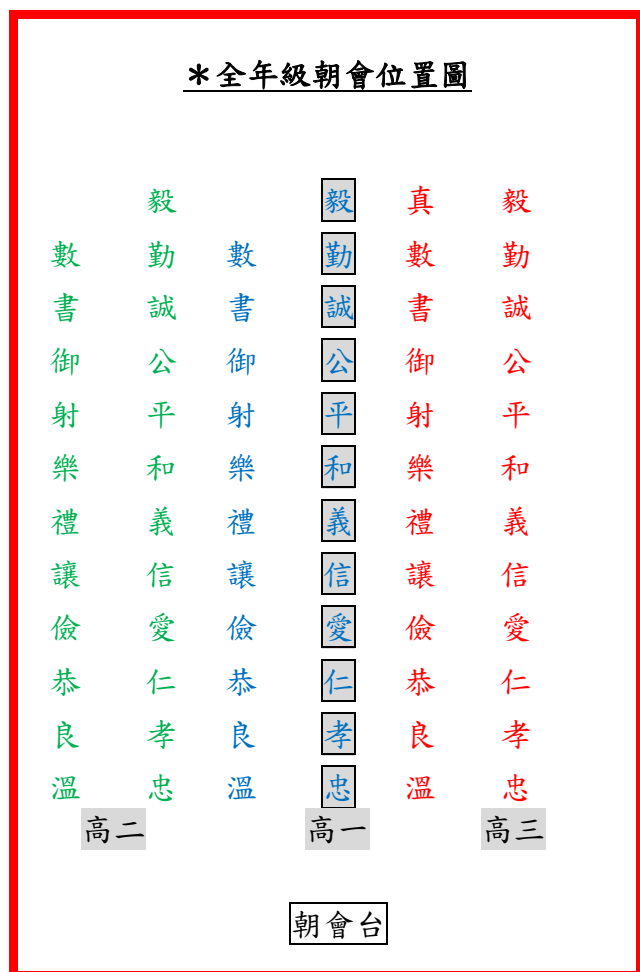 ＊全年級朝會位置圖
毅 毅 真 毅
數 勤 數 勤 數 勤
書 誠 書 誠 書 誠
御 公 御 公 御 公
射 平 射 平 射 平
樂 和 樂 和 樂 和
禮 義 禮 義 禮 義
讓 信 讓 信 讓 信
儉 愛 儉 愛 儉 愛
恭 仁 恭 仁 恭 仁
良 孝 良 孝 良 孝
溫 忠 溫 忠 溫 忠
高二 高一 高三
朝會台